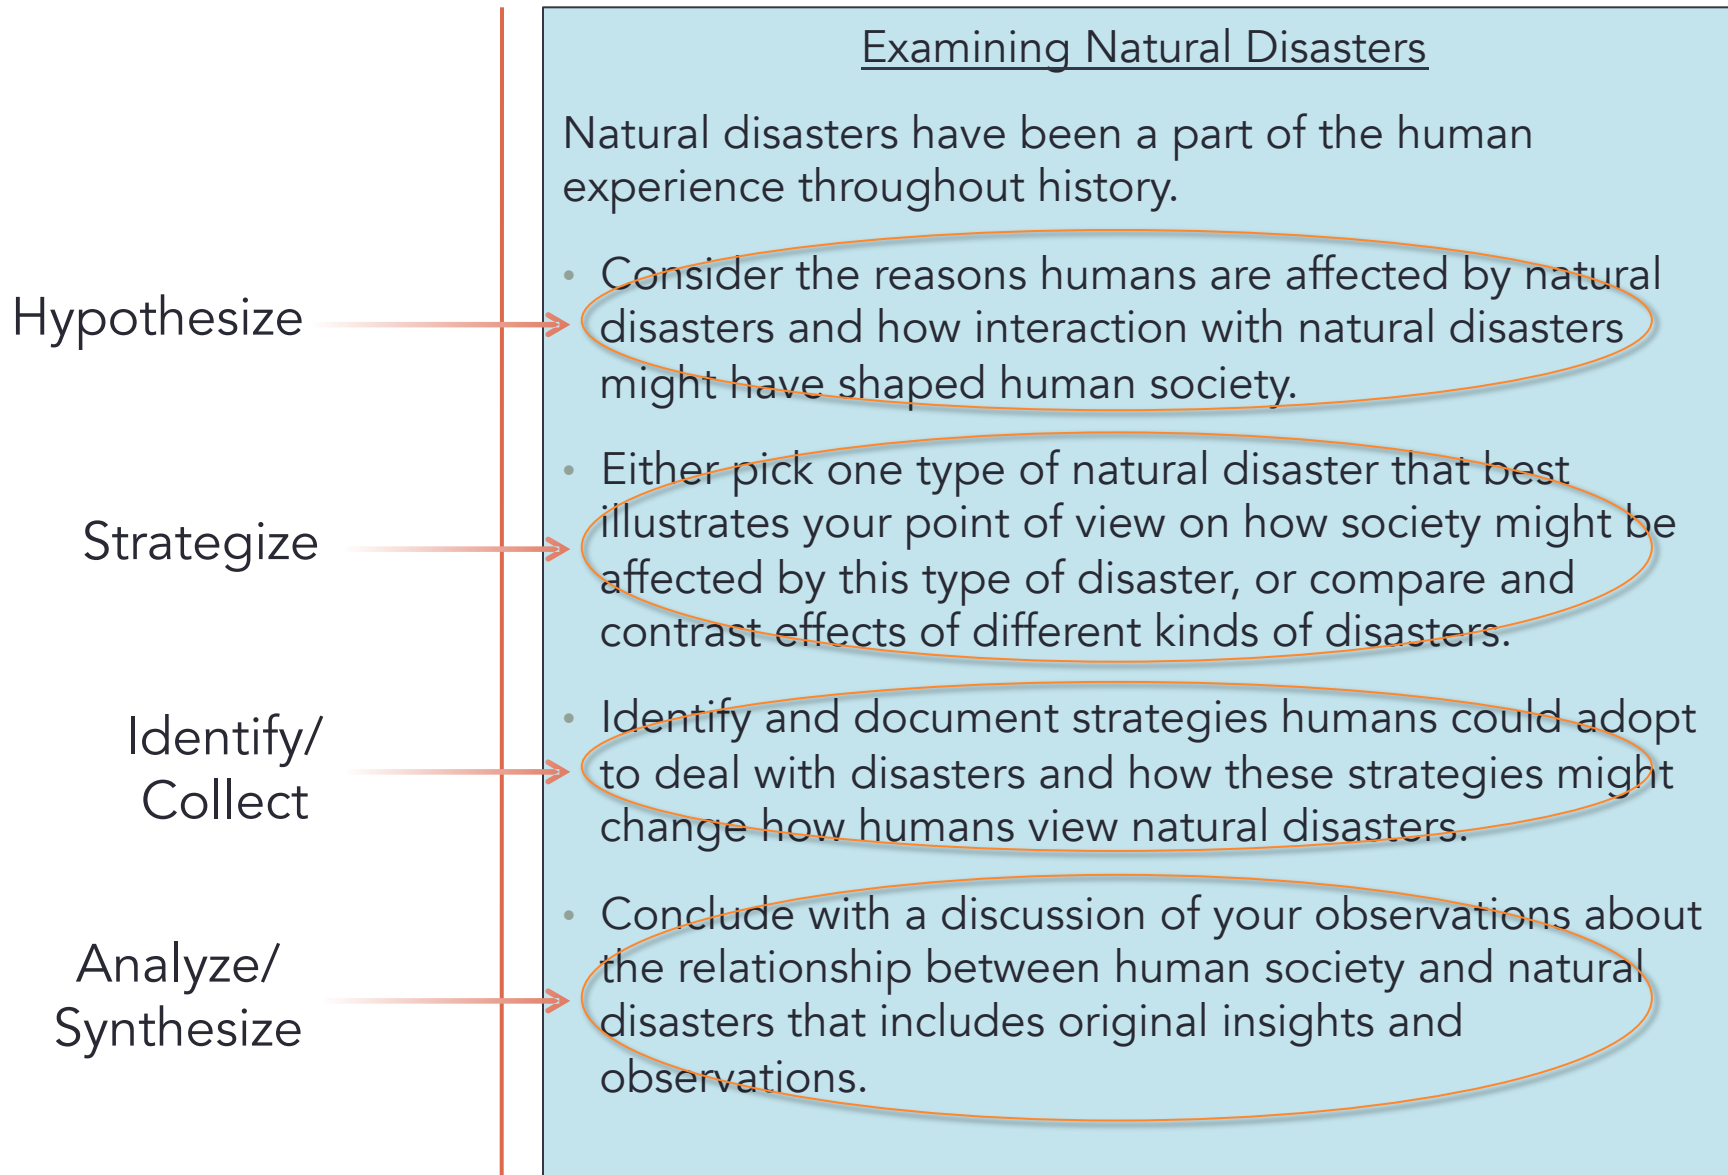 Examining Natural Disasters
Natural disasters have been a part of the human
experience throughout history.
Hypothesize
• Consider the reasons humans are affected by natural
disasters and how interaction with natural disasters
might have shaped human society.
Strategize
• Either pick one type of natural disaster that best
illustrates your point of view on how society might be
affected by this type of disaster, or compare and
contrast effects of different kinds of disasters.
Identify/
Collect
• Identify and document strategies humans could adopt
to deal with disasters and how these strategies might
change how humans view natural disasters.
Analyze/
Synthesize
• Conclude with a discussion of your observations about
the relationship between human society and natural
disasters that includes original insights and
observations.